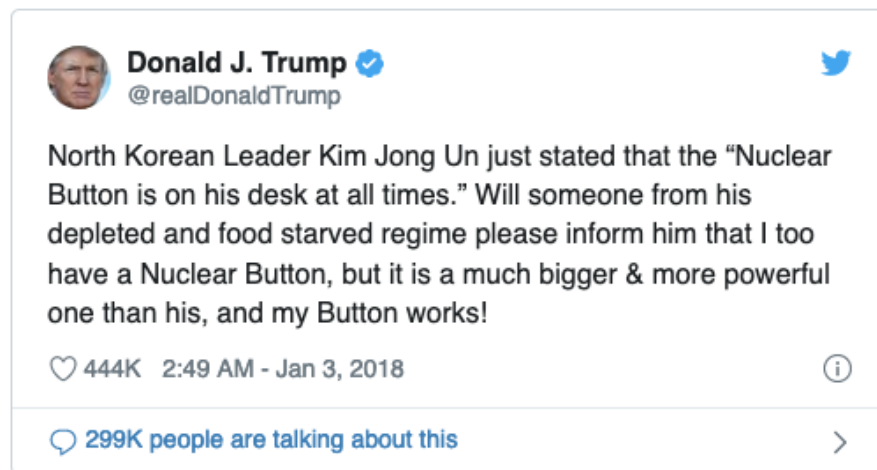 Donald J. Trump
@realDonaldTrump
North Korean Leader Kim Jong Un just stated that the “Nuclear
Button is on his desk at all times.” Will someone from his
depleted and food starved regime please inform him that I too
have a Nuclear Button, but it is a much bigger & more powerful
one than his, and my Button works!
444K 2:49 AM - Jan 3, 2018
299K people are talking about this